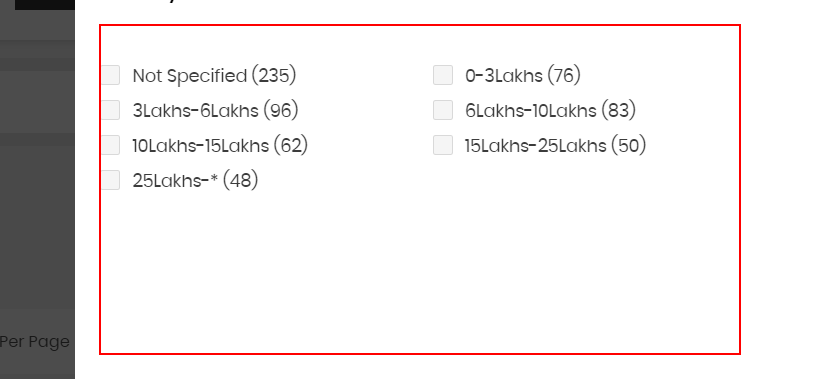 Not Specified (235)
0-3Lakhs (76)
3Lakhs-6Lakhs (96)
6Lakhs-10Lakhs (83)
10Lakhs-15Lakhs (62)
15Lakhs-25Lakhs (50)
25Lakhs-* (48)
Per Page